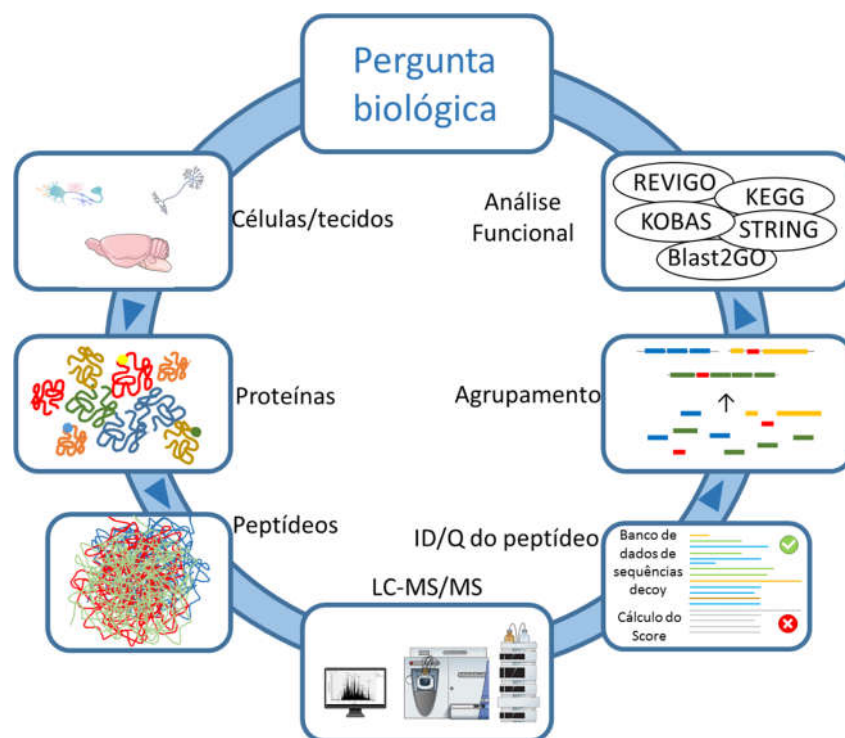 Pergunta
biológica
Células/tecidos
Proteínas
Peptídeos
LC-MS/MS
ID/Q do peptídeo
Banco de
dados de
sequências
decoy
Cálculo do
Score
Agrupamento
Análise
Funcional
REVIGO
KEGG
KOBAS
STRING
Blast2GO